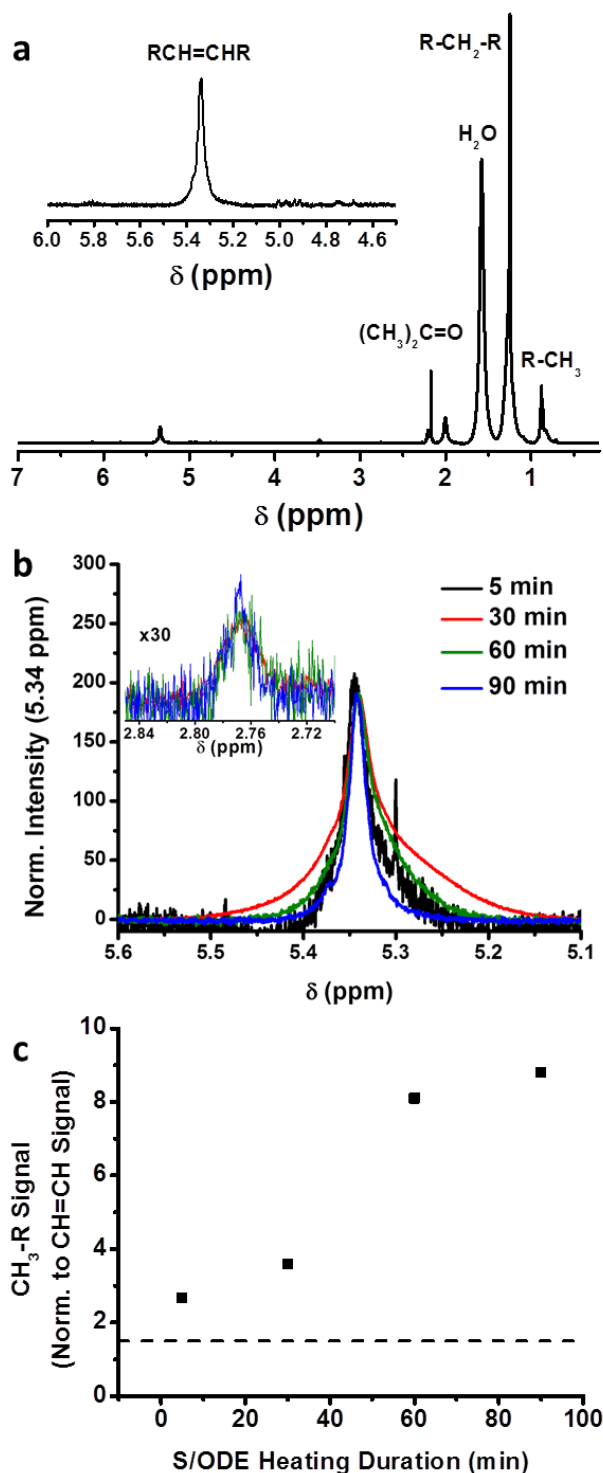 a
RCH=CHR
6.0 5.8 5.6 5.4 5.2 5.0 4.8 4.6
δ (ppm)
R-CH₂-R
H₂O
(CH₃)₂C=O
R-CH₃
7 6 5 4 3 2 1
δ (ppm)
b
300
250
200
150
100
50
0
Norm. Intensity (5.34 ppm)
x30
2.84 2.80 2.76 2.72
δ (ppm)
5 min
30 min
60 min
90 min
5.6 5.5 5.4 5.3 5.2 5.1
δ (ppm)
c
10
8
6
4
2
0
CH₃-R Signal
(Norm. to CH=CH Signal)
0 20 40 60 80 100
S/ODE Heating Duration (min)